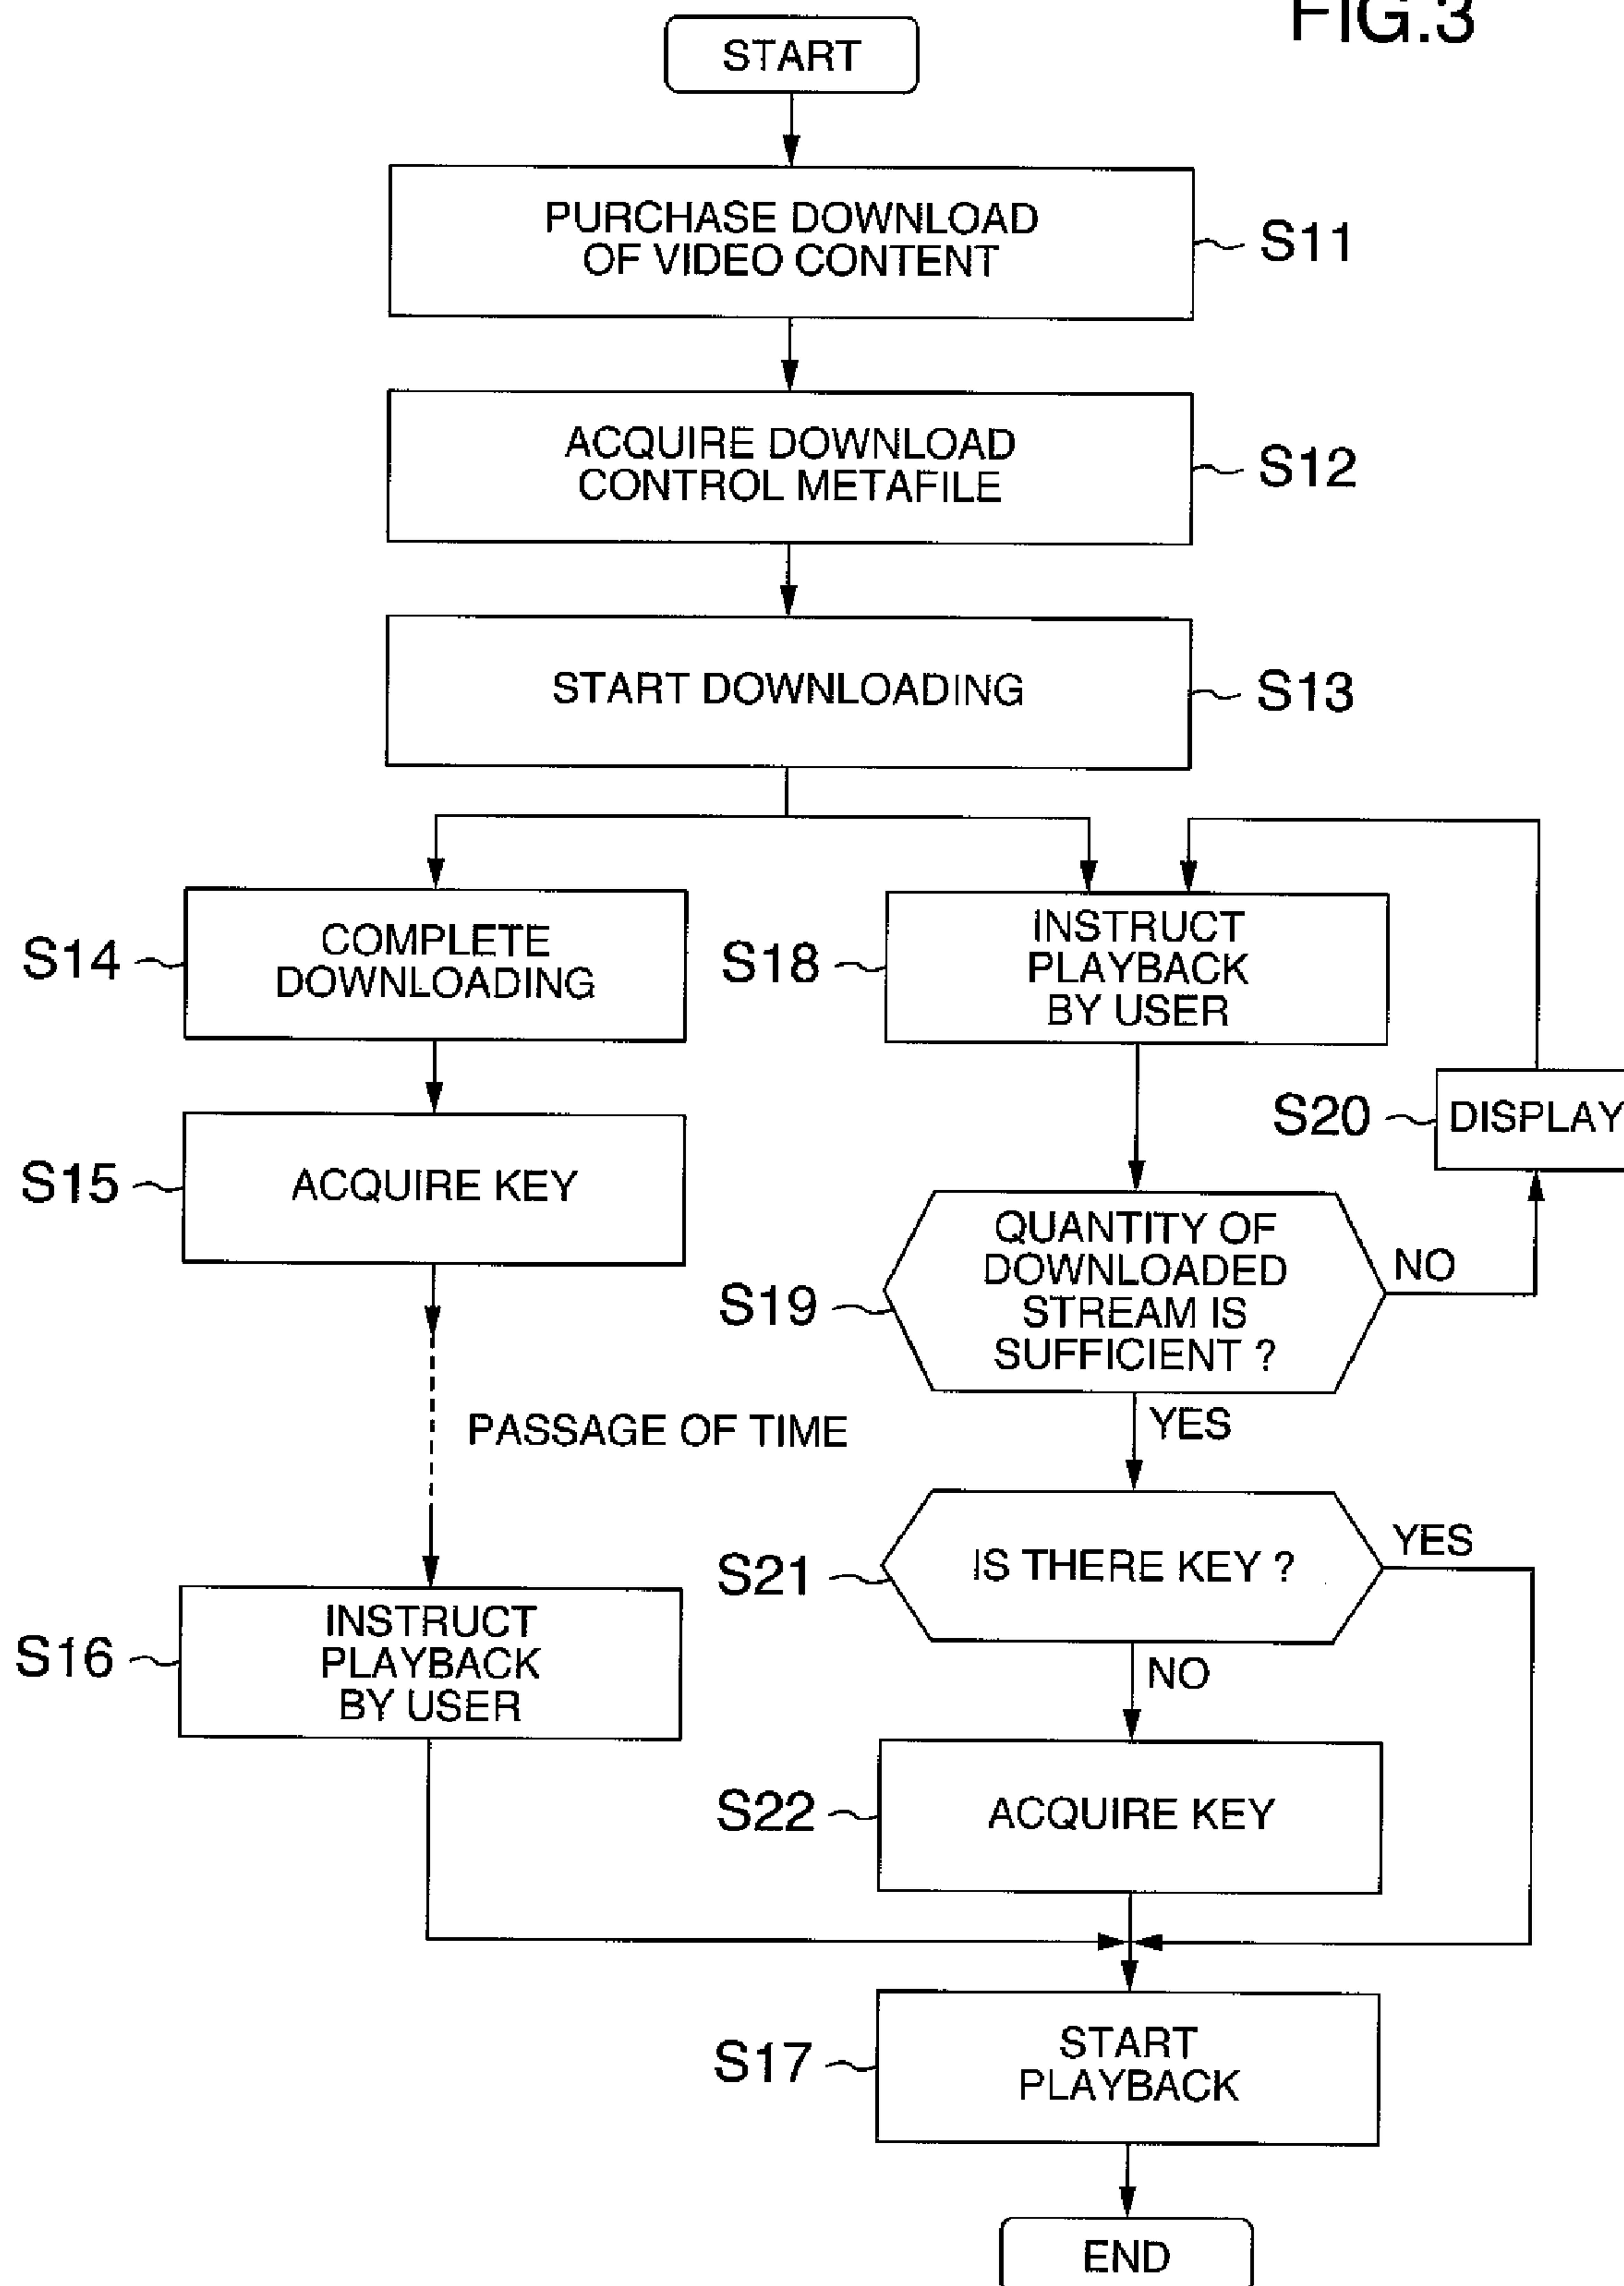 FIG.3
START
PURCHASE DOWNLOAD
OF VIDEO CONTENT
S11
ACQUIRE DOWNLOAD
CONTROL METAFILE
S12
START DOWNLOADING
S13
S14
COMPLETE
DOWNLOADING
S18
INSTRUCT
PLAYBACK
BY USER
S20
DISPLAY
S15
ACQUIRE KEY
S19
QUANTITY OF
DOWNLOADED
STREAM IS
SUFFICIENT ?
NO
YES
PASSAGE OF TIME
S21
IS THERE KEY ?
YES
NO
S16
INSTRUCT
PLAYBACK
BY USER
S22
ACQUIRE KEY
S17
START
PLAYBACK
END